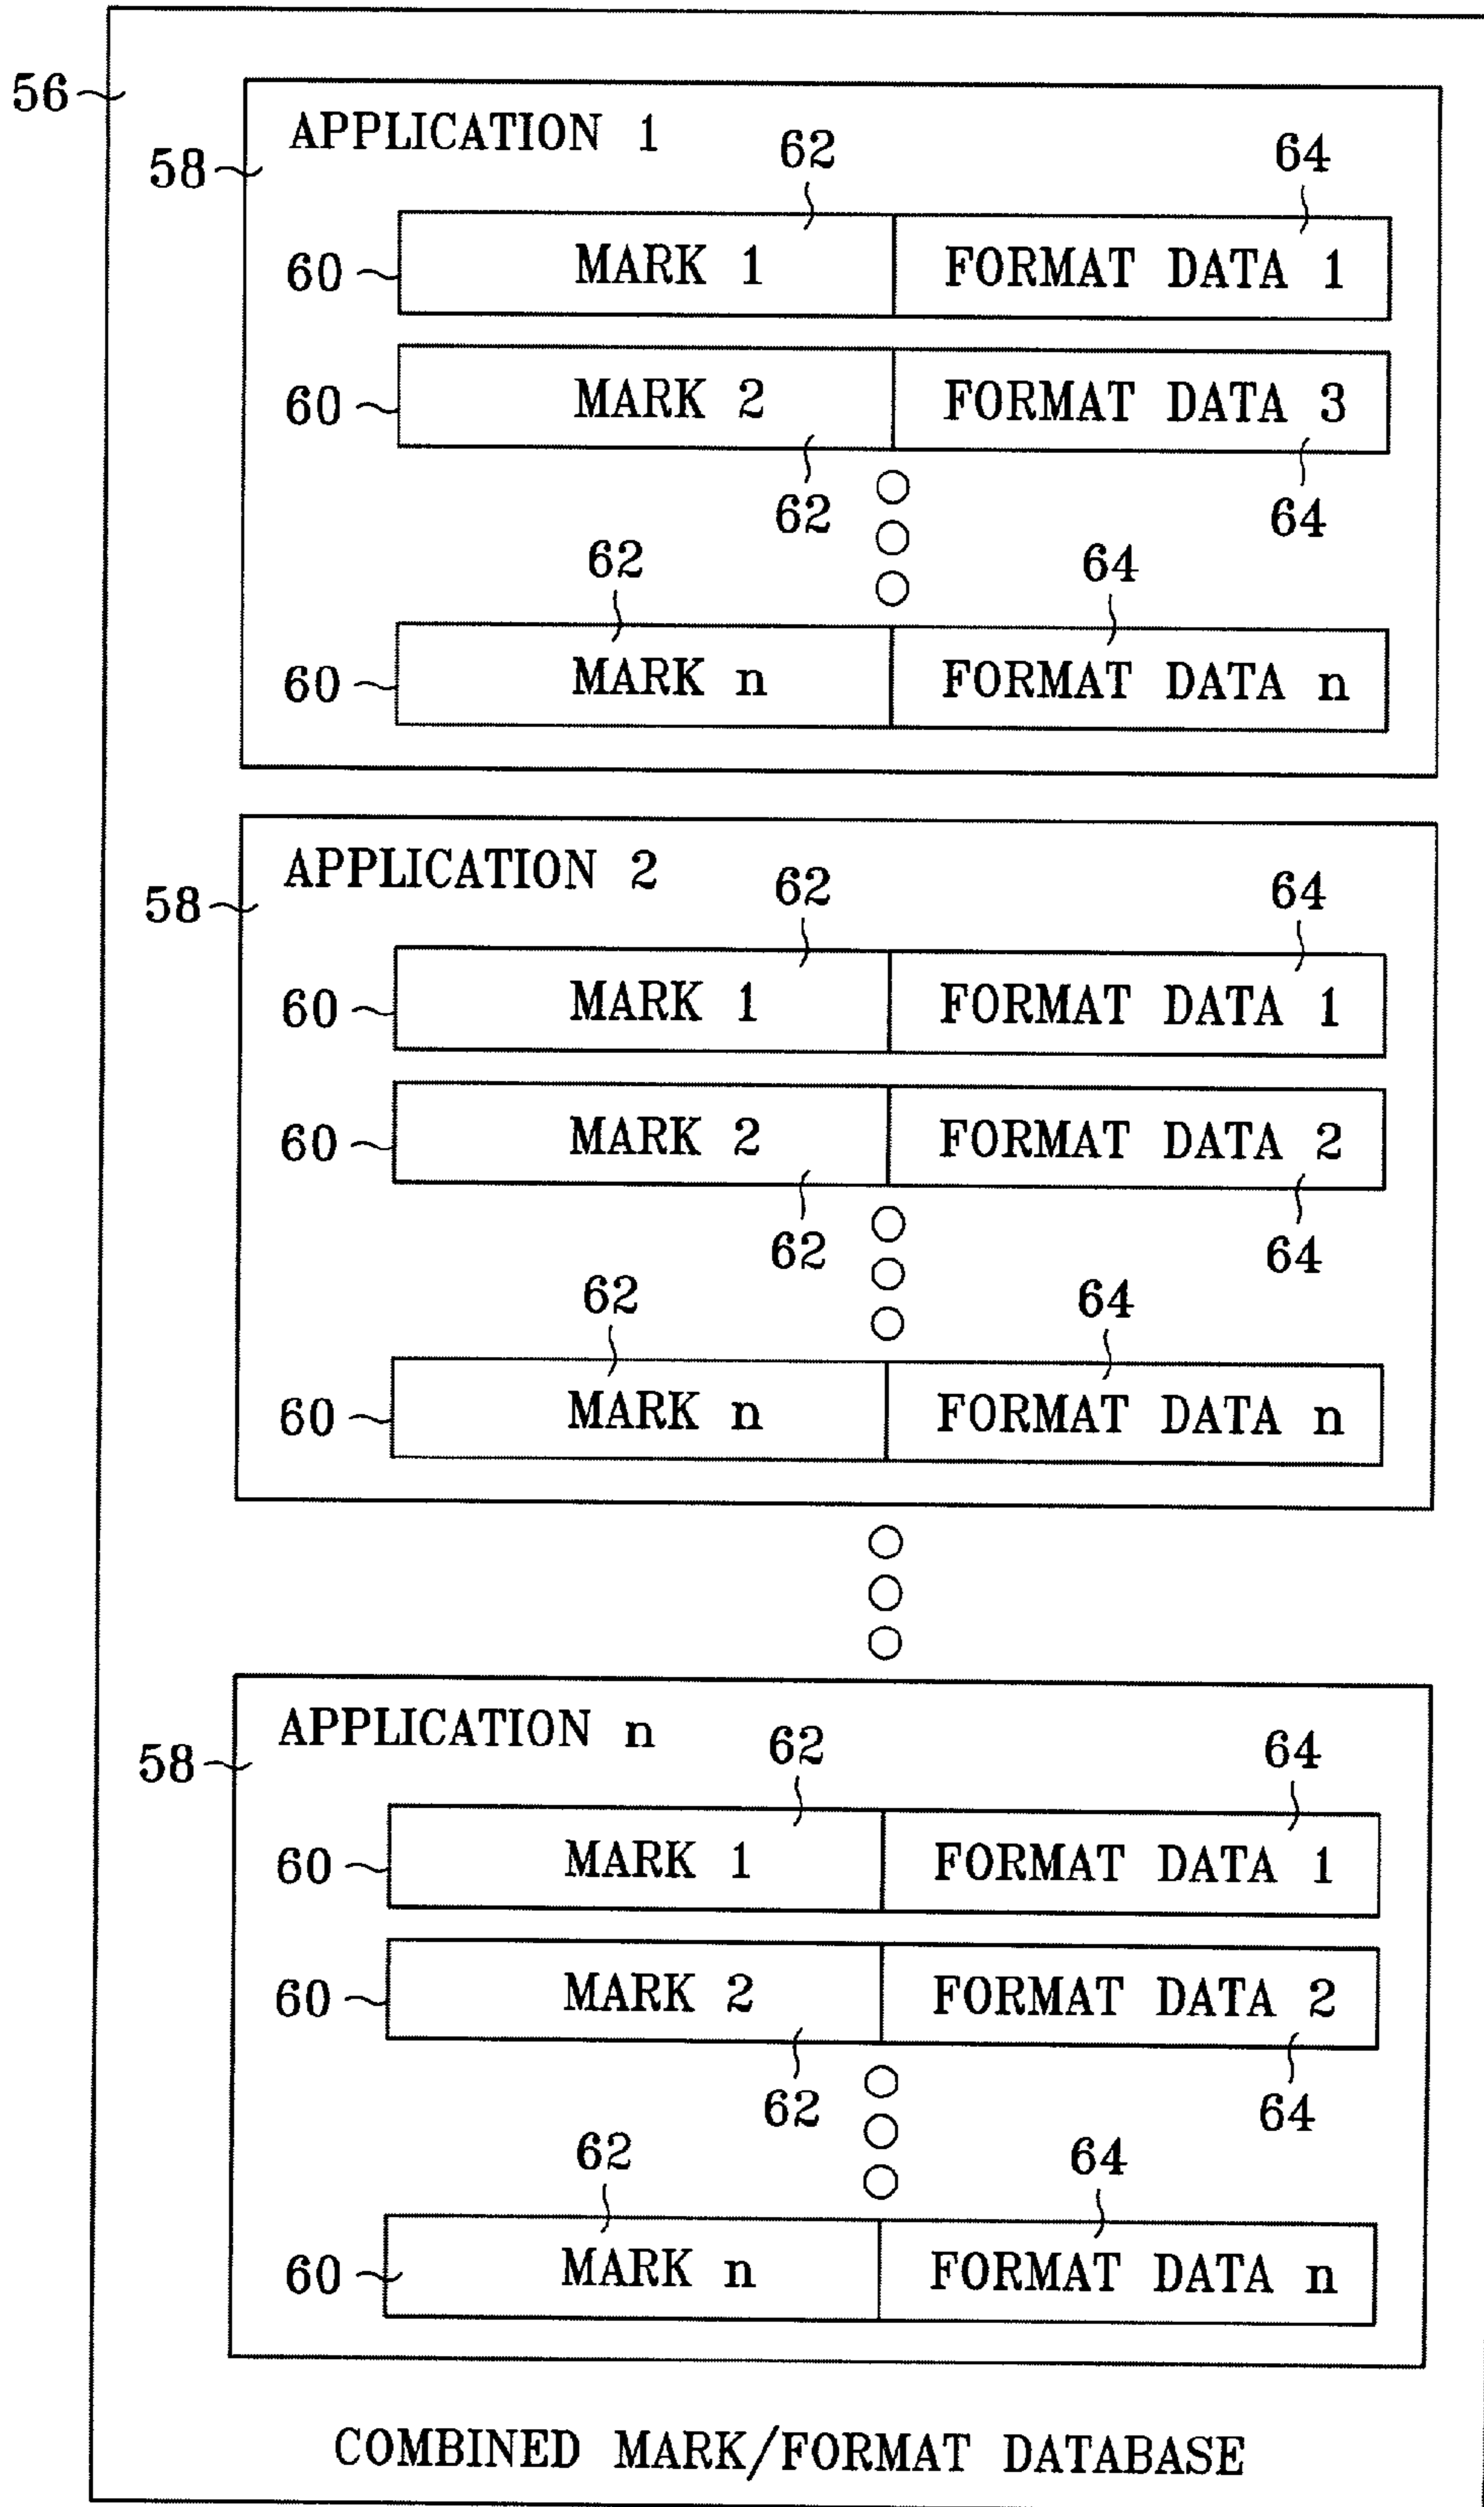 56
APPLICATION 1
62
64
58
60
MARK 1
FORMAT DATA 1
60
MARK 2
FORMAT DATA 3
62
64
62
64
60
MARK n
FORMAT DATA n
APPLICATION 2
62
64
58
60
MARK 1
FORMAT DATA 1
60
MARK 2
FORMAT DATA 2
62
64
62
64
60
MARK n
FORMAT DATA n
APPLICATION n
62
64
58
60
MARK 1
FORMAT DATA 1
60
MARK 2
FORMAT DATA 2
62
64
62
64
60
MARK n
FORMAT DATA n
COMBINED MARK/FORMAT DATABASE